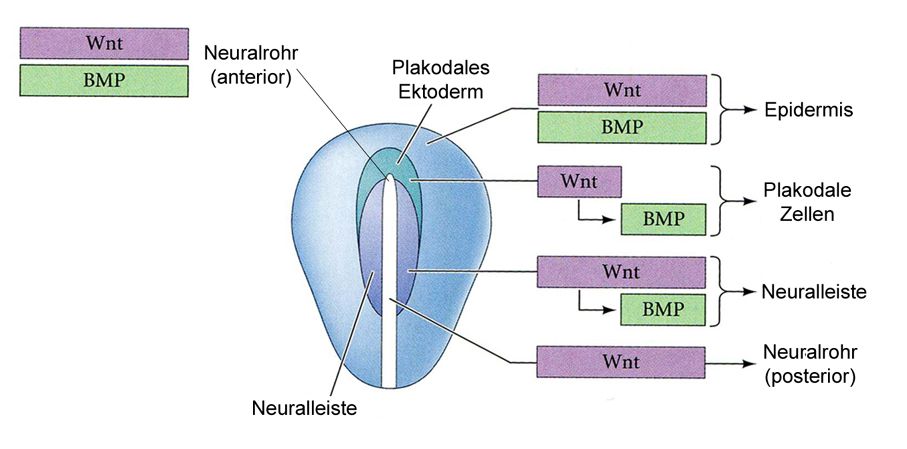 Wnt
BMP
Neuralrohr
(anterior)
Plakodales
Ektoderm
Wnt
BMP
Epidermis
Wnt
BMP
Plakodale
Zellen
Wnt
BMP
Neuralleiste
Wnt
Neuralrohr
(posterior)
Neuralleiste